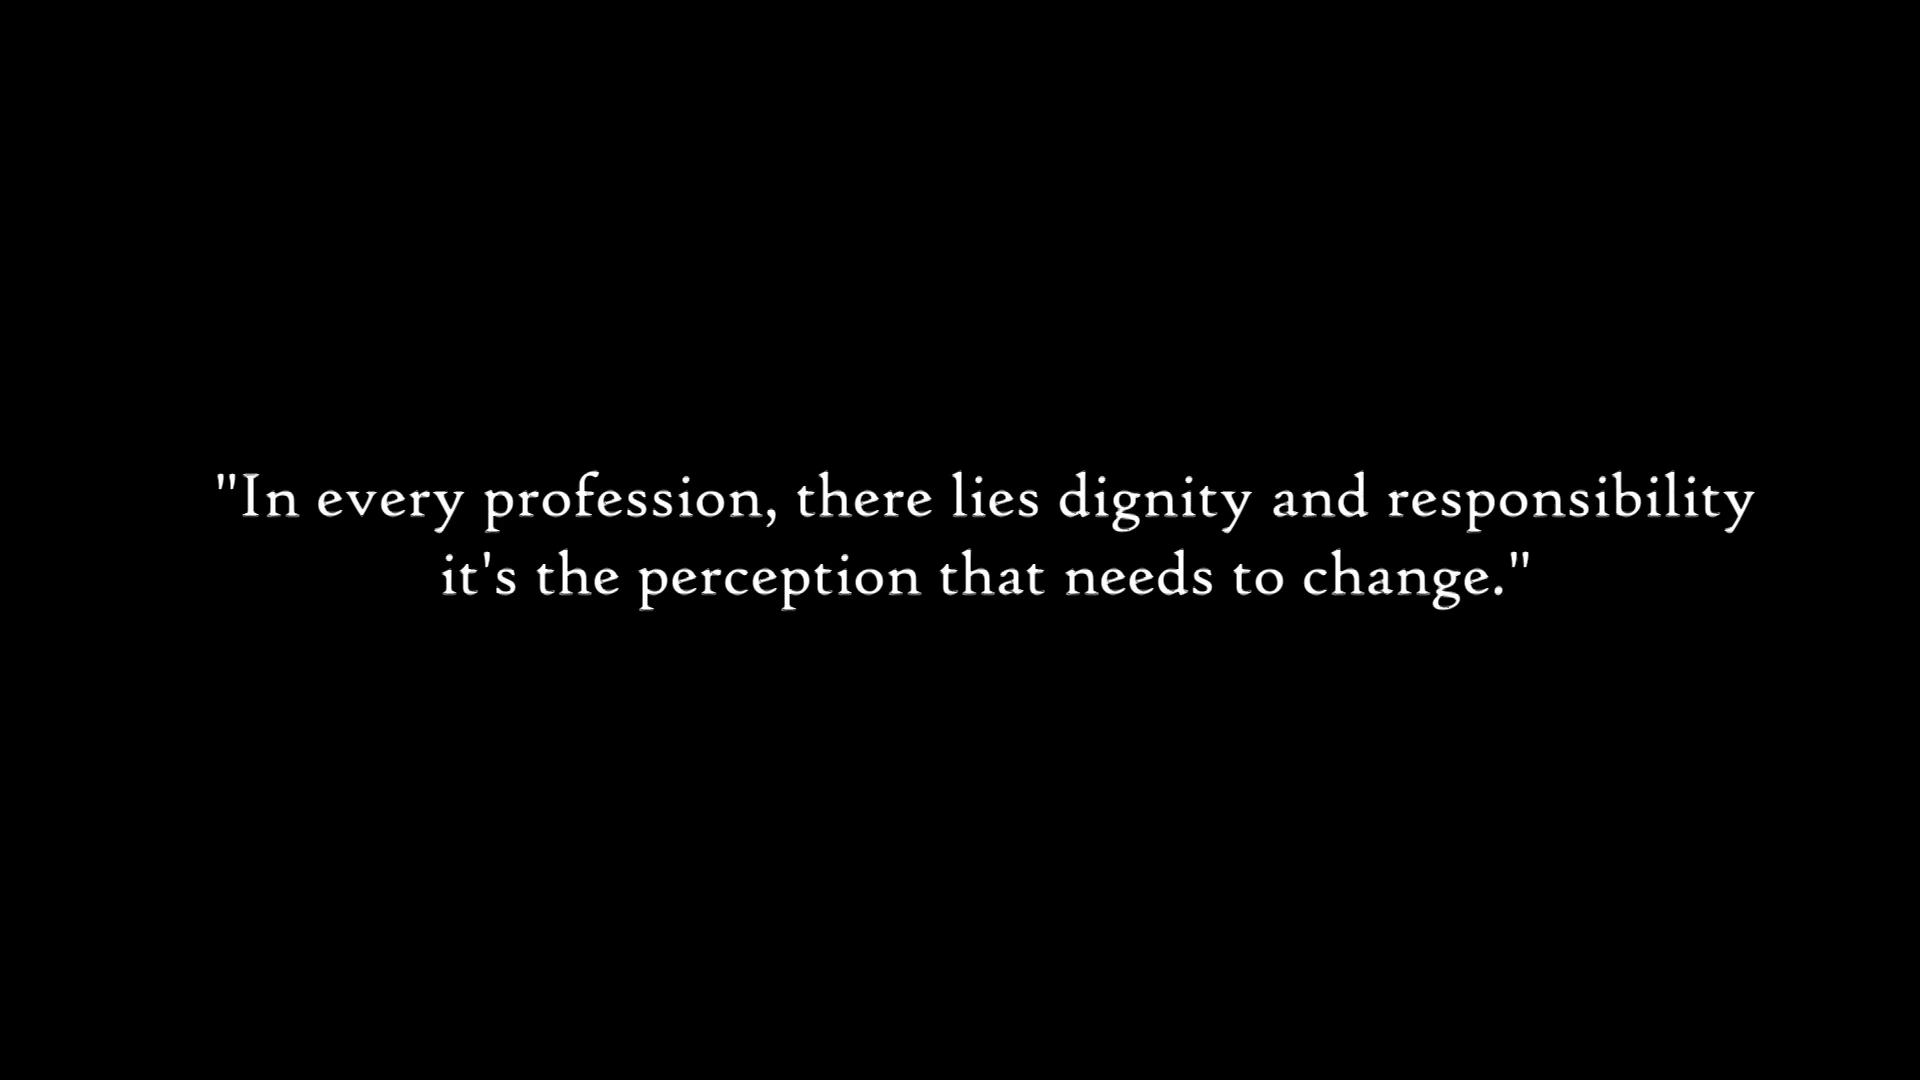 "In every profession, there lies dignity and responsibility
it's the perception that needs to change."